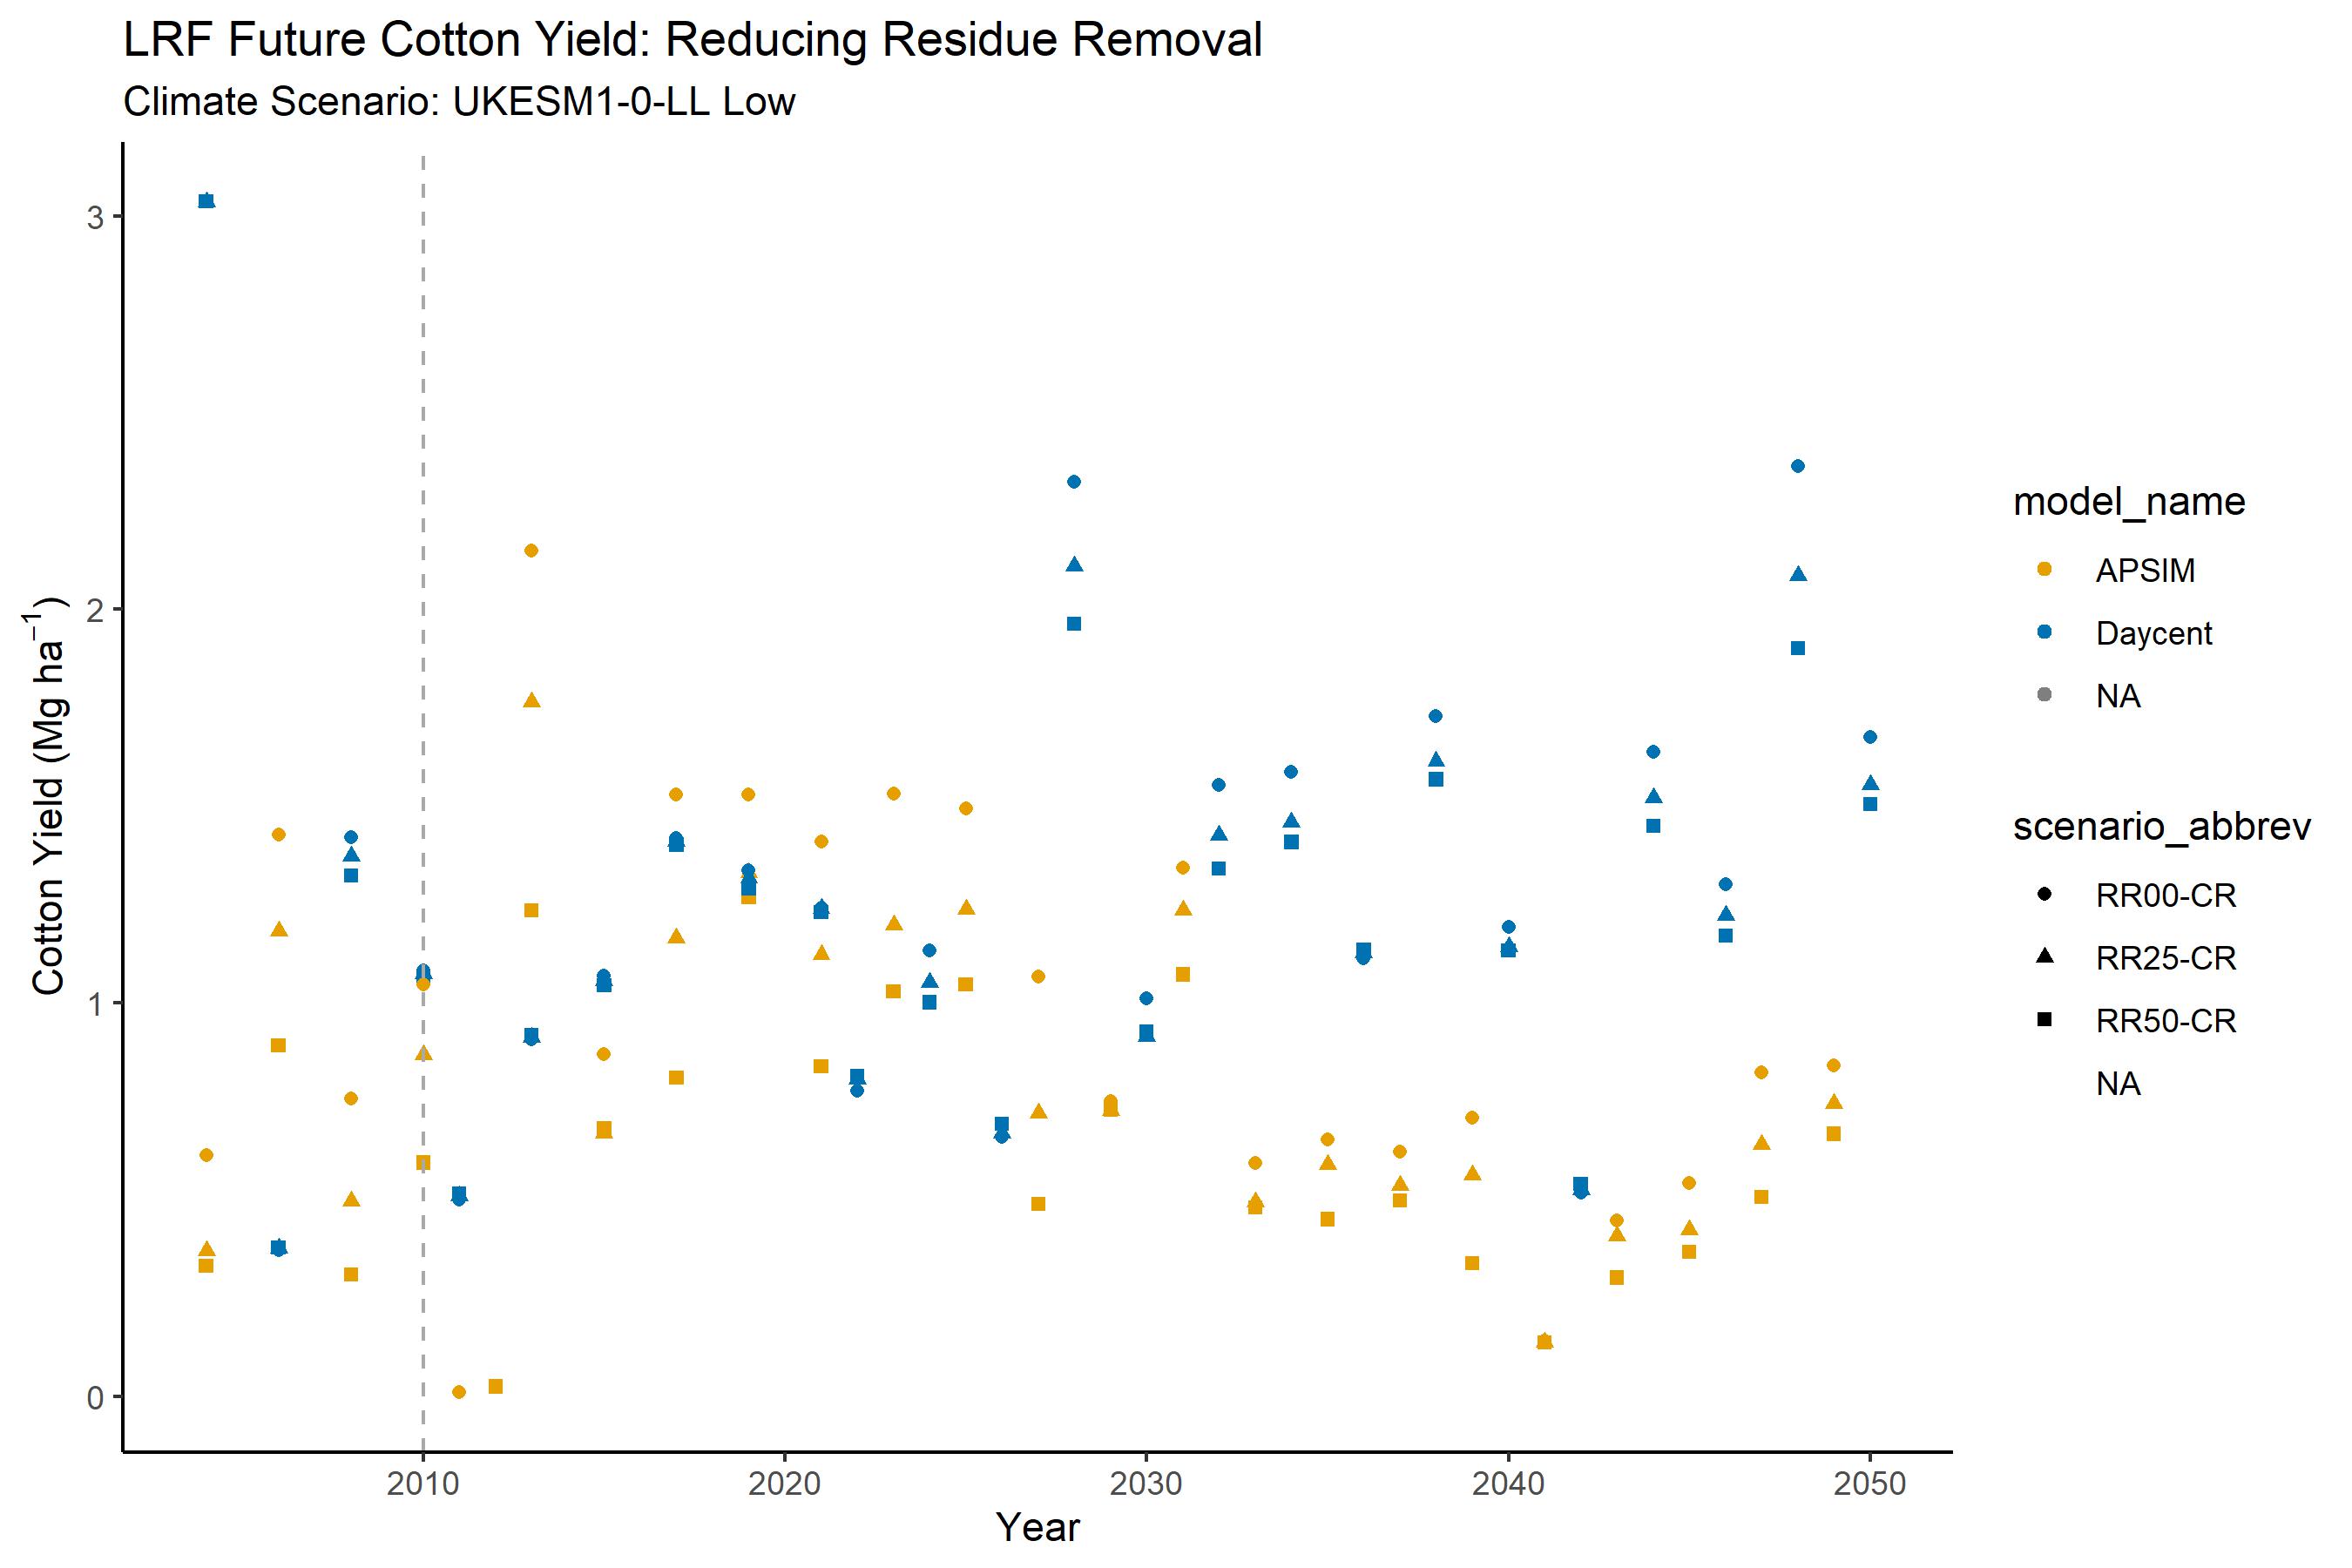 LRF Future Cotton Yield: Reducing Residue Removal
Climate Scenario: UKESM1-0-LL Low
Cotton Yield (Mg ha⁻¹)
3
2
1
0
2010 2020 2030 2040 2050
Year
model_name
APSIM
Daycent
NA
scenario_abbrev
RR00-CR
RR25-CR
RR50-CR
NA